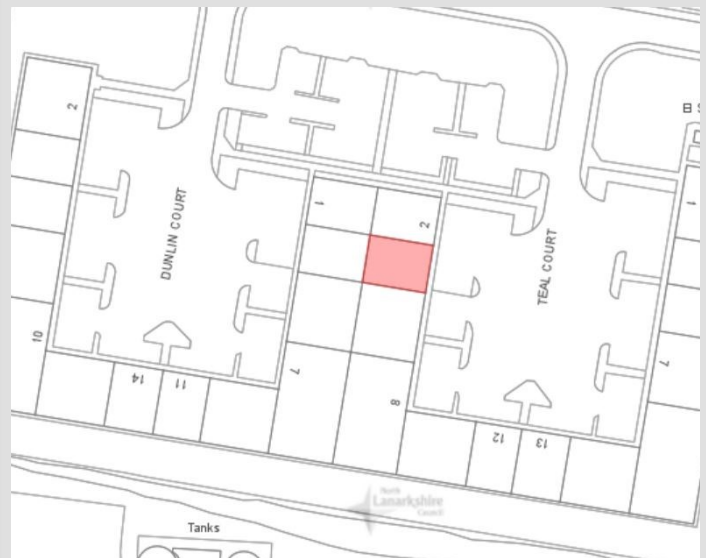 2
1
2
DUNLIN COURT
TEAL COURT
1
10
14
11
7
8
12
13
7
North
Lanarkshire
Council
Tanks